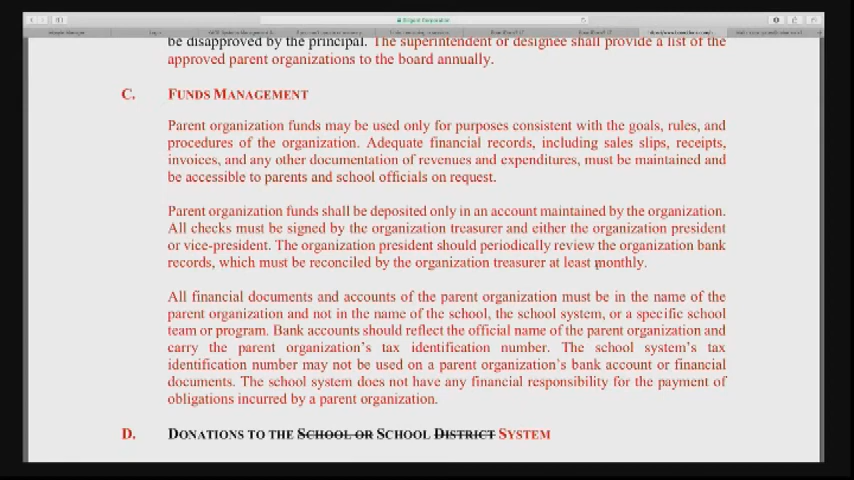 Diligent Corporation
be disapproved by the principal. The superintendent or designee shall provide a list of the
approved parent organizations to the board annually.
C. FUNDS MANAGEMENT
Parent organization funds may be used only for purposes consistent with the goals, rules, and
procedures of the organization. Adequate financial records, including sales slips, receipts,
invoices, and any other documentation of revenues and expenditures, must be maintained and
be accessible to parents and school officials on request.
Parent organization funds shall be deposited only in an account maintained by the organization.
All checks must be signed by the organization treasurer and either the organization president
or vice-president. The organization president should periodically review the organization bank
records, which must be reconciled by the organization treasurer at least monthly.
All financial documents and accounts of the parent organization must be in the name of the
parent organization and not in the name of the school, the school system, or a specific school
team or program. Bank accounts should reflect the official name of the parent organization and
carry the parent organization's tax identification number. The school system's tax
identification number may not be used on a parent organization's bank account or financial
documents. The school system does not have any financial responsibility for the payment of
obligations incurred by a parent organization.
D. DONATIONS TO THE SCHOOL OR SCHOOL DISTRICT SYSTEM